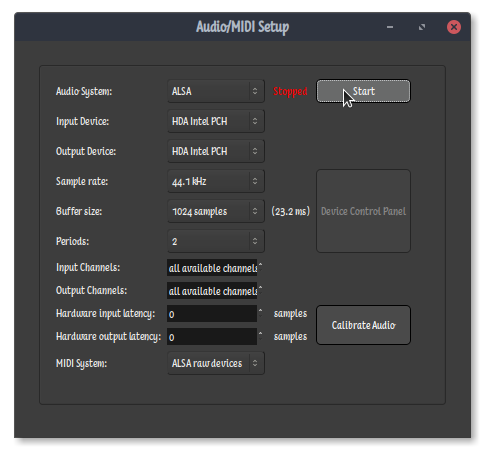 Audio/MIDI Setup
Audio System: ALSA Stopped Start
Input Device: HDA Intel PCH
Output Device: HDA Intel PCH
Sample rate: 44.1 kHz
Buffer size: 1024 samples (23.2 ms) Device Control Panel
Periods: 2
Input Channels: all available channels
Output Channels: all available channels
Hardware input latency: 0 samples
Hardware output latency: 0 samples Calibrate Audio
MIDI System: ALSA raw devices